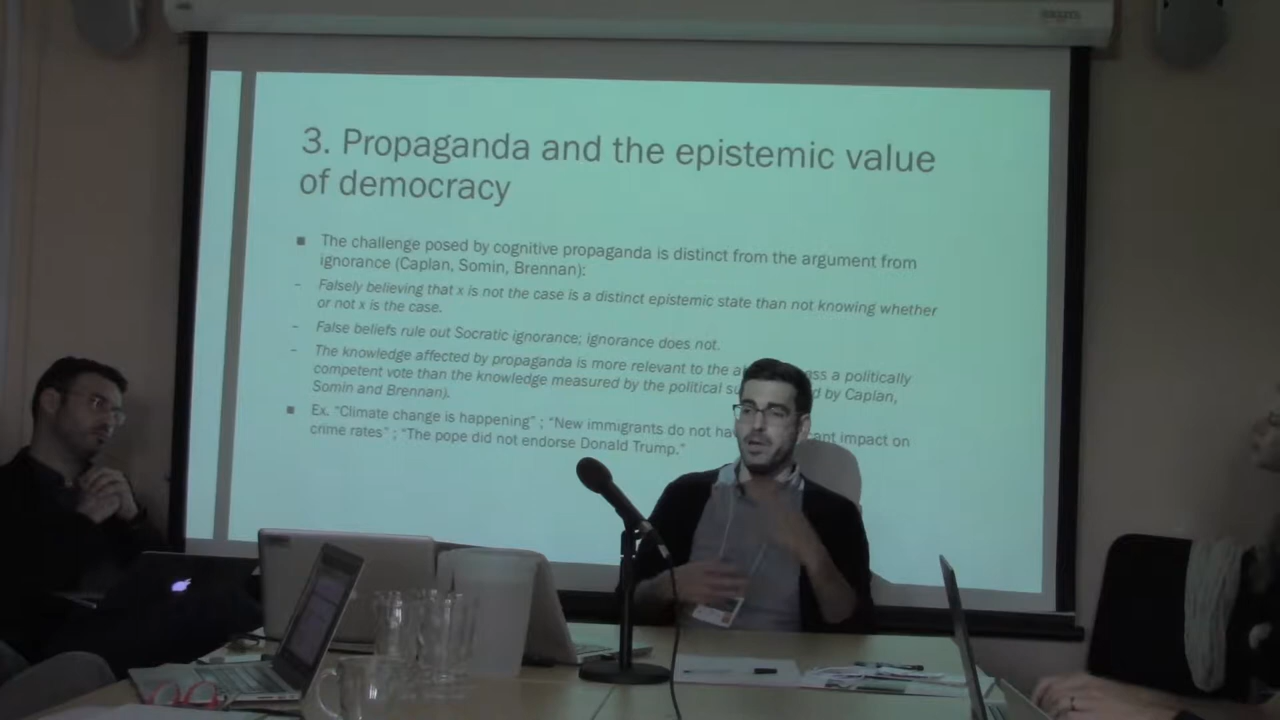 3. Propaganda and the epistemic value
of democracy
■ The challenge posed by cognitive propaganda is distinct from the argument from
ignorance (Caplan, Somin, Brennan):
- Falsely believing that x is not the case is a distinct epistemic state than not knowing whether
or not x is the case.
- False beliefs rule out Socratic ignorance; ignorance does not.
- The knowledge affected by propaganda is more relevant to the a ss a politically
competent vote than the knowledge measured by the political su d by Caplan,
Somin and Brennan).
■ Ex. "Climate change is happening" ; "New immigrants do not ha ant impact on
crime rates" ; "The pope did not endorse Donald Trump."